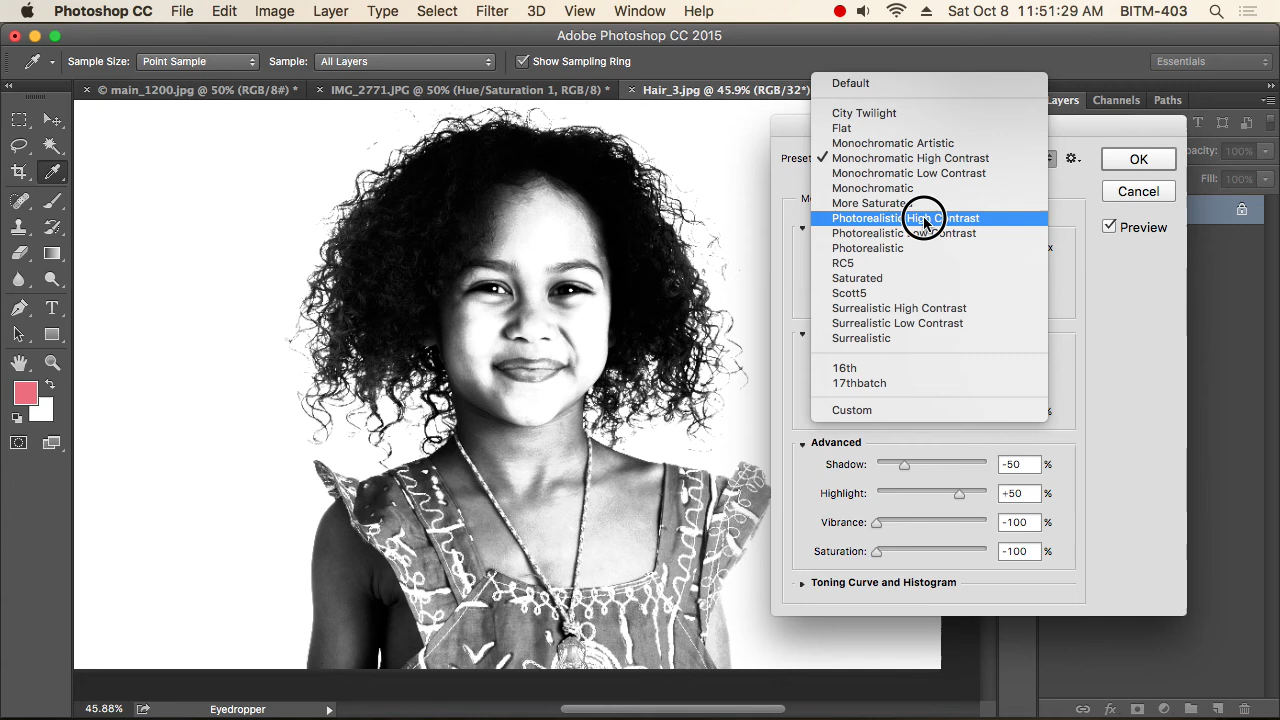 Photoshop CC File Edit Image Layer Type Select Filter 3D View Window Help Sat Oct 8 11:51:29 AM BITM-403
Adobe Photoshop CC 2015
Sample Size: Point Sample Sample: All Layers Show Sampling Ring Essentials
© main_1200.jpg @ 50% (RGB/8#) * IMG_2771.JPG @ 50% (Hue/Saturation 1, RGB/8) * Hair_3.jpg @ 45.9% (RGB/32*)
Layers Channels Paths
Default
City Twilight
Flat
Monochromatic Artistic
Monochromatic High Contrast
Monochromatic Low Contrast
Monochromatic
More Saturated
Photorealistic High Contrast
Photorealistic Low Contrast
Photorealistic
RC5
Saturated
Scott5
Surrealistic High Contrast
Surrealistic Low Contrast
Surrealistic
16th
17thbatch
Custom
OK
Cancel
Preview
Fill: 100%
100%
Advanced
Shadow: -50 %
Highlight: +50 %
Vibrance: -100 %
Saturation: -100 %
Toning Curve and Histogram
45.88% Eyedropper